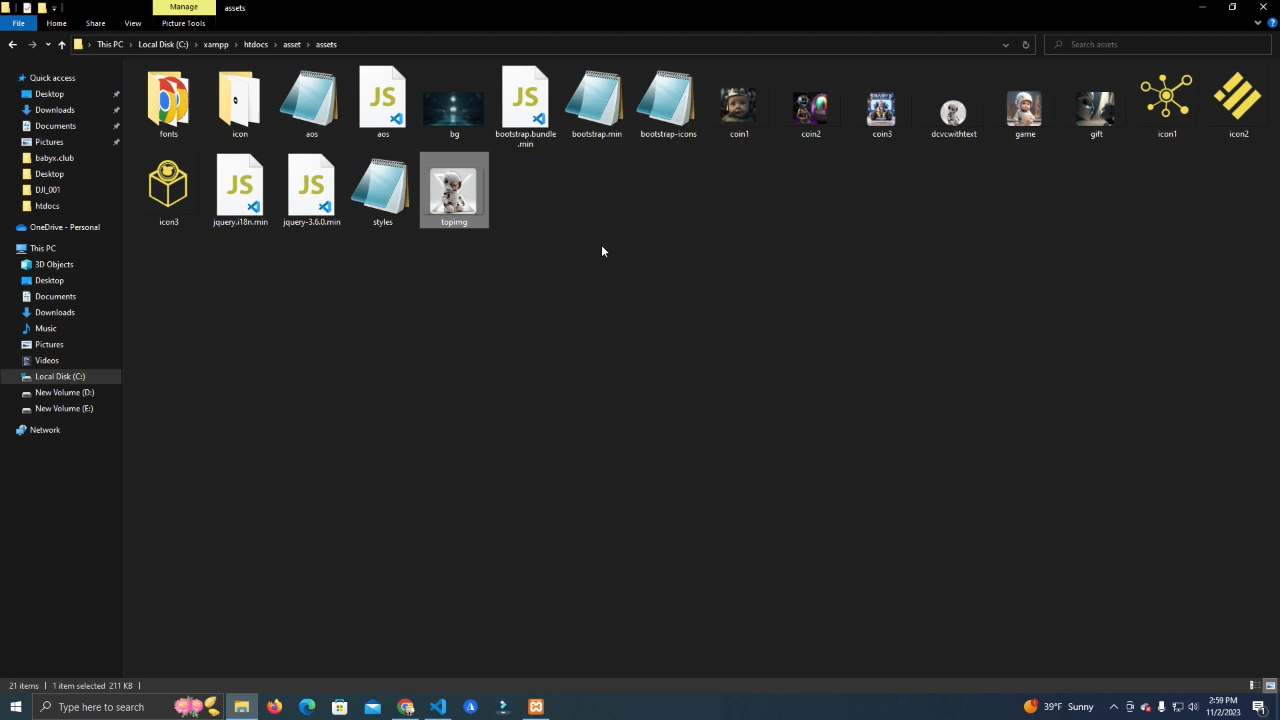 Manage
assets
File
Home
Share
View
Picture Tools
This PC
Local Disk (C:)
xampp
htdocs
asset
assets
Search assets
Quick access
Desktop
Downloads
Documents
Pictures
babyx.club
Desktop
DJI_001
htdocs
OneDrive - Personal
This PC
3D Objects
Desktop
Documents
Downloads
Music
Pictures
Videos
Local Disk (C:)
New Volume (D:)
New Volume (E:)
Network
JS
JS
fonts
icon
aos
aos
bg
bootstrap.bundle
.min
bootstrap.min
bootstrap-icons
coin1
coin2
coin3
dcvcwithtext
game
gift
icon1
icon2
JS
JS
icon3
jquery.i18n.min
jquery-3.6.0.min
styles
topimg
21 items
1 item selected 211 KB
Type here to search
39°F Sunny
2:59 PM
11/2/2023